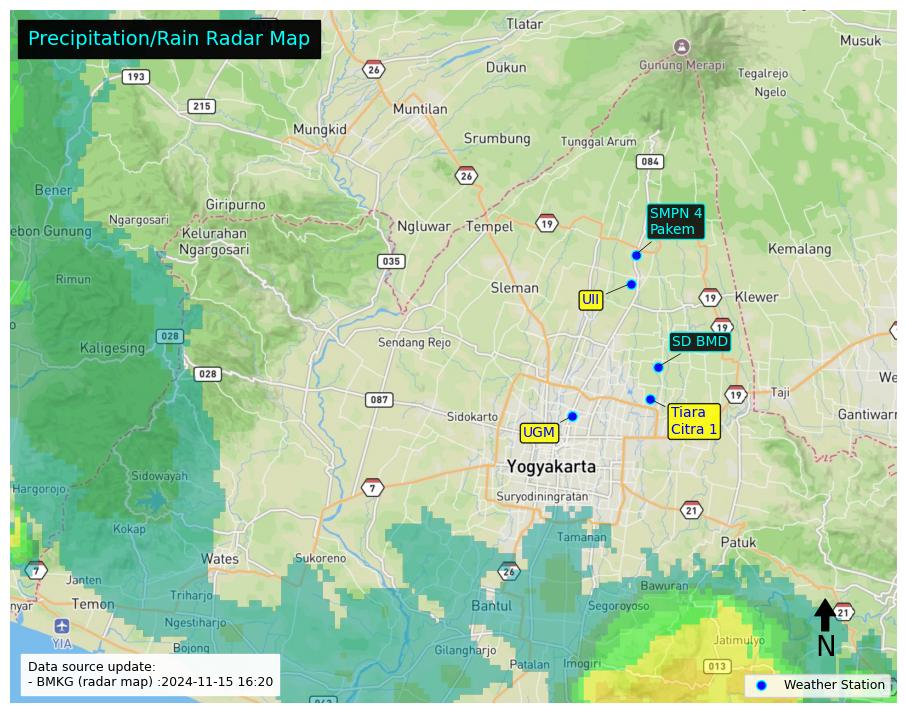 Precipitation/Rain Radar Map
Tlatar
Musuk
26
Dukun
Gunung Merapi
Tegalrejo
193
Ngelo
215
Muntilan
Mungkid
Srumbung
Tunggal Arum
084
26
Bener
Giripurno
SMPN 4
Pakem
Ngargosari
Ngluwar
Tempel
19
ebon Gunung
Kelurahan
Ngargosari
Kemalang
035
Rimun
Sleman
UII
19
Klewer
19
028
Sendang Rejo
SD BMD
Kaligesing
028
We
087
19
Taji
Sidokarto
Tiara
Citra 1
Gantiwarn
UGM
Yogyakarta
Sidowayah
Hargorojo
7
Suryodiningratan
21
Kokap
Tamanan
Patuk
Wates
Sukoreno
7
26
Janten
Bawuran
nyar
Temon
Triharjo
Bantul
Segoroyoso
21
Ngestiharjo
YIA
Jatimulyo
N
Bojong
Gilangharjo
Patalan
Imogiri
013
Data source update:
- BMKG (radar map) :2024-11-15 16:20
Weather Station